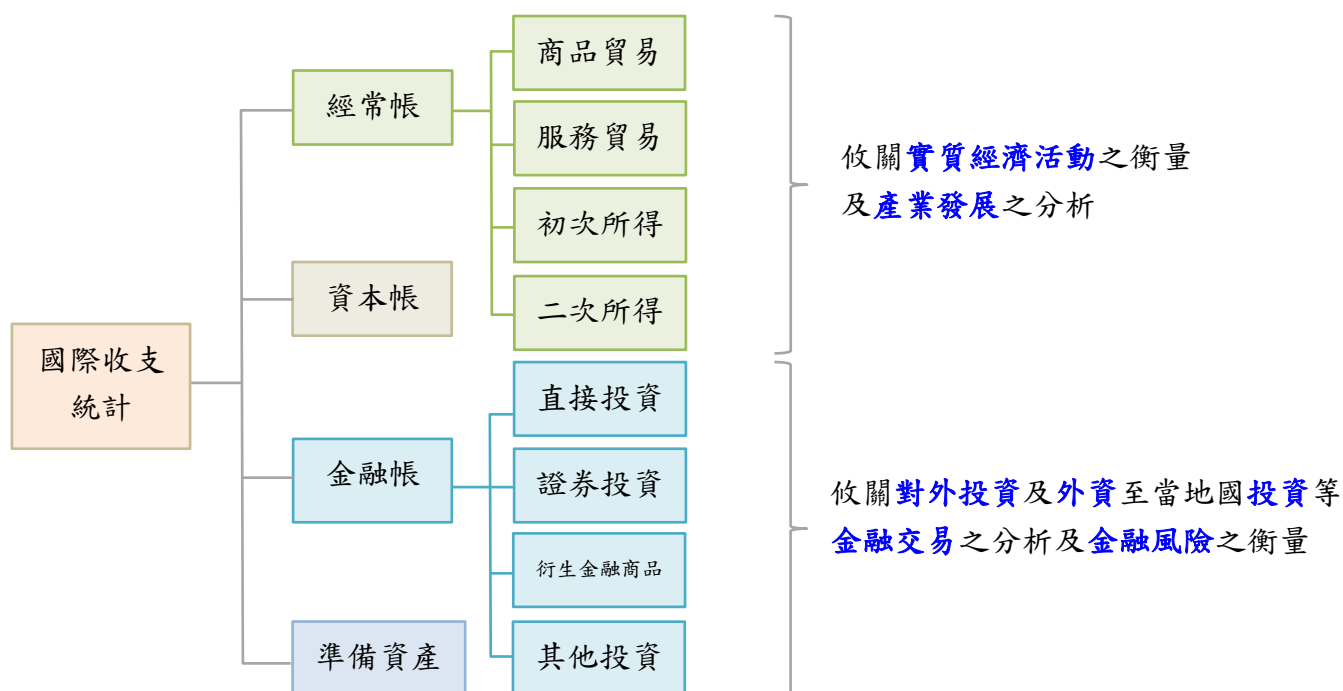 國際收支
統計
經常帳
商品貿易
服務貿易
初次所得
二次所得
攸關實質經濟活動之衡量
及產業發展之分析
資本帳
金融帳
直接投資
證券投資
衍生金融商品
其他投資
攸關對外投資及外資至當地國投資等
金融交易之分析及金融風險之衡量
準備資產